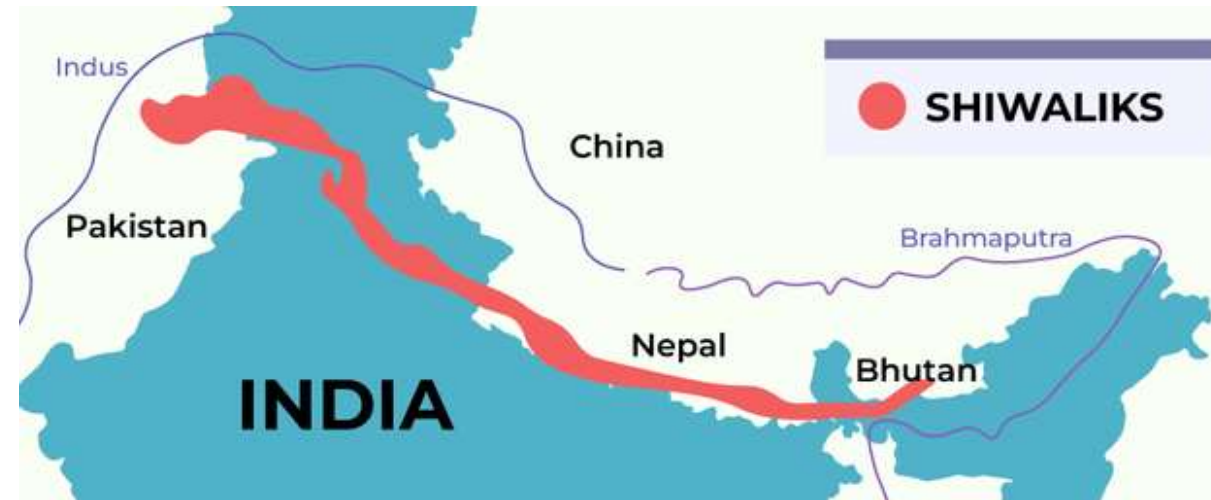 Indus
SHIWALIKS
China
Pakistan
Brahmaputra
Nepal
Bhutan
INDIA